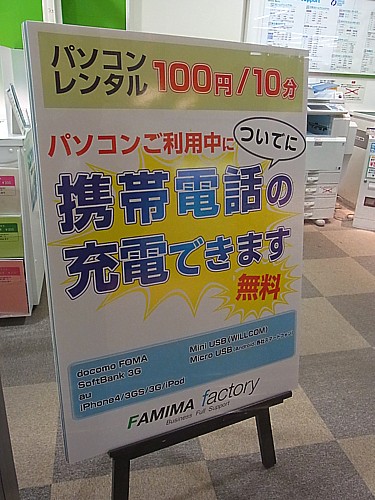 パソコン
レンタル 100円/10分
パソコンご利用中に
ついでに
携帯電話の
充電できます
無料
docomo FOMA
SoftBank 3G
au
iPhone4/3GS/3G/iPod
Mini USB (WILLCOM)
Micro USB
FAMIMA factory
Business Full Support